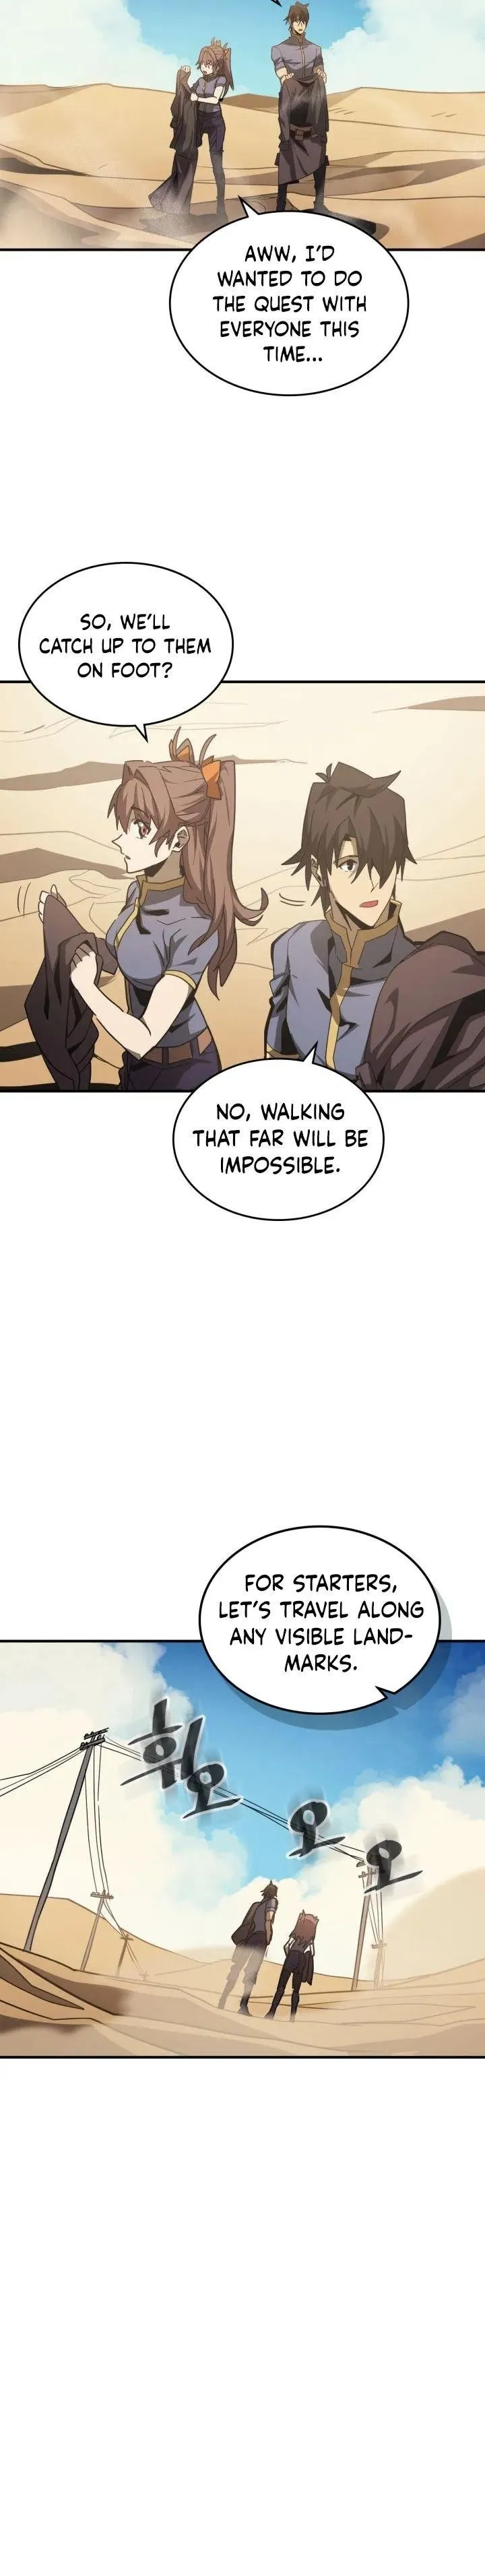 AWW, I'D
WANTED TO DO
THE QUEST WITH
EVERYONE THIS
TIME...
SO, WE'LL
CATCH UP TO THEM
ON FOOT?
NO, WALKING
THAT FAR WILL BE
IMPOSSIBLE.
FOR STARTERS,
LET'S TRAVEL ALONG
ANY VISIBLE LAND-
MARKS.
휘오
오오